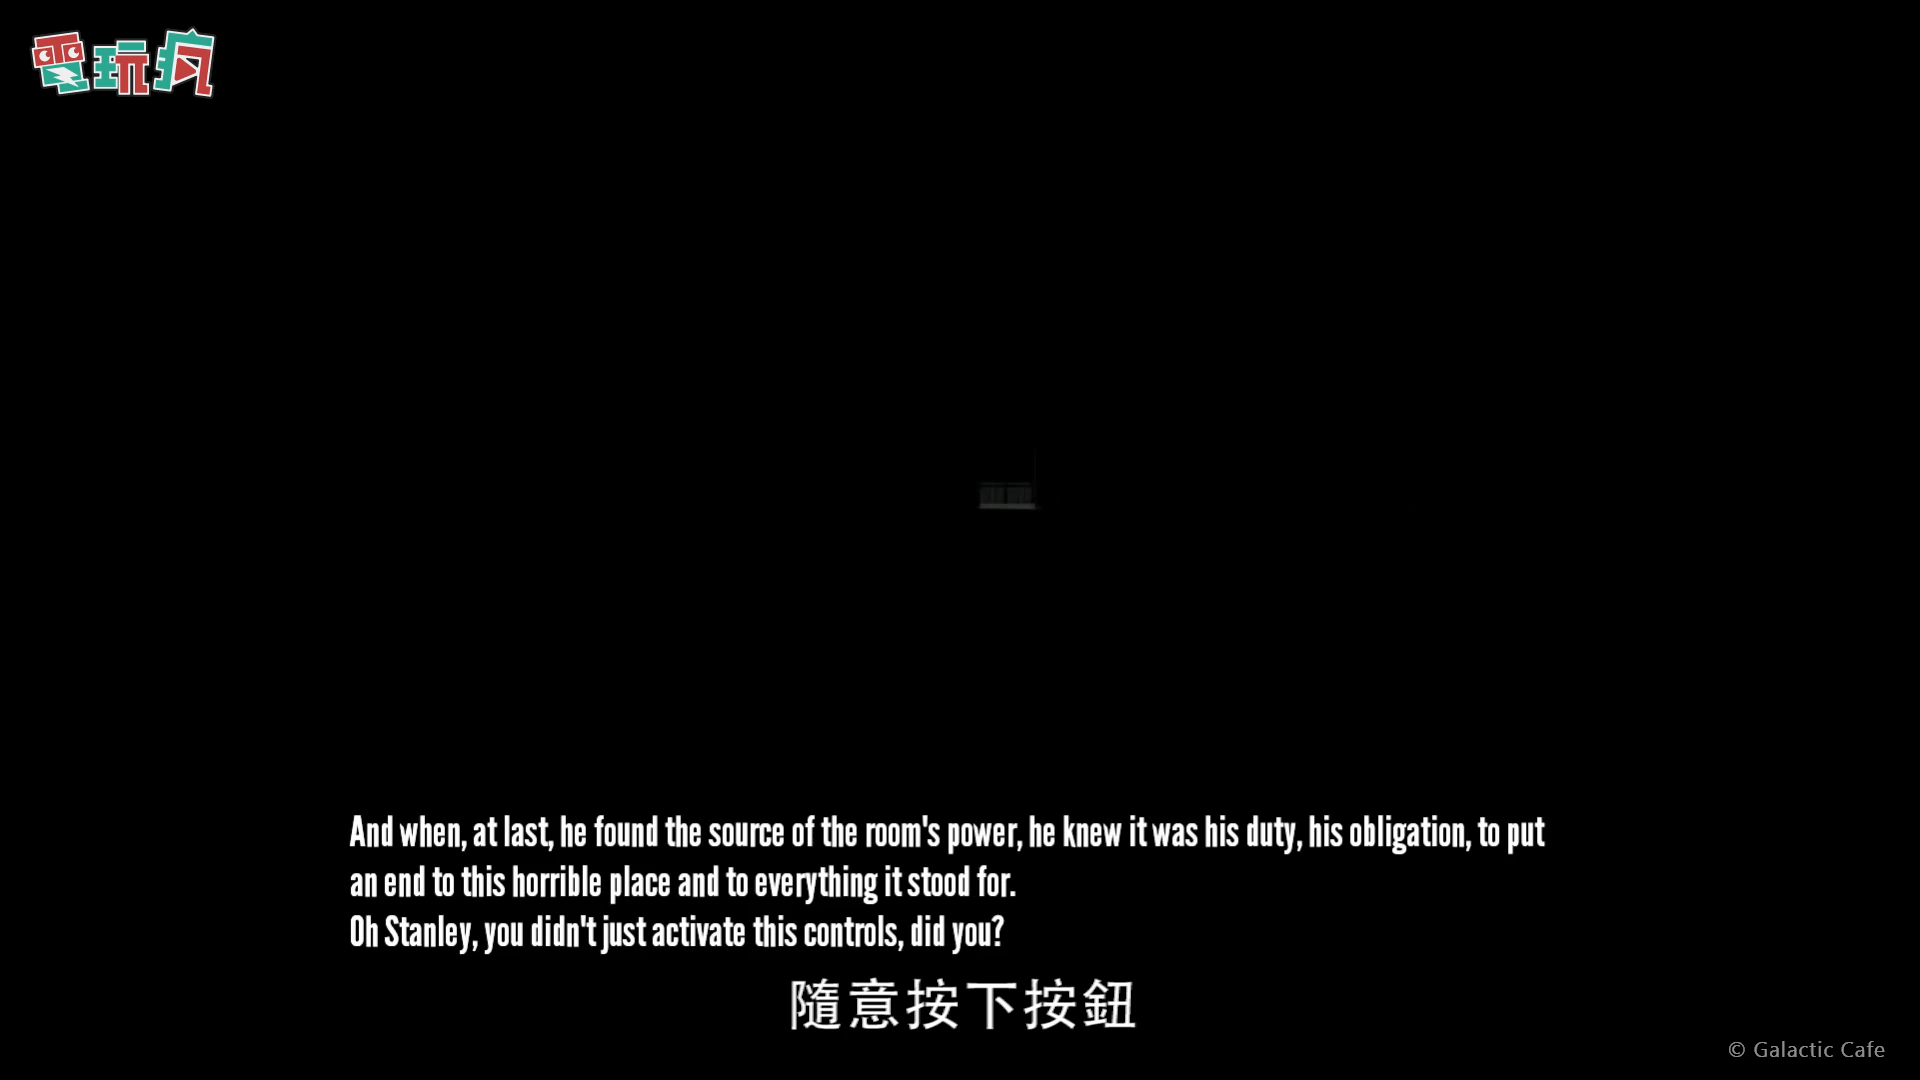 電玩瘋
And when, at last, he found the source of the room's power, he knew it was his duty, his obligation, to put
an end to this horrible place and to everything it stood for.
Oh Stanley, you didn't just activate this controls, did you?
隨意按下按鈕
© Galactic Cafe